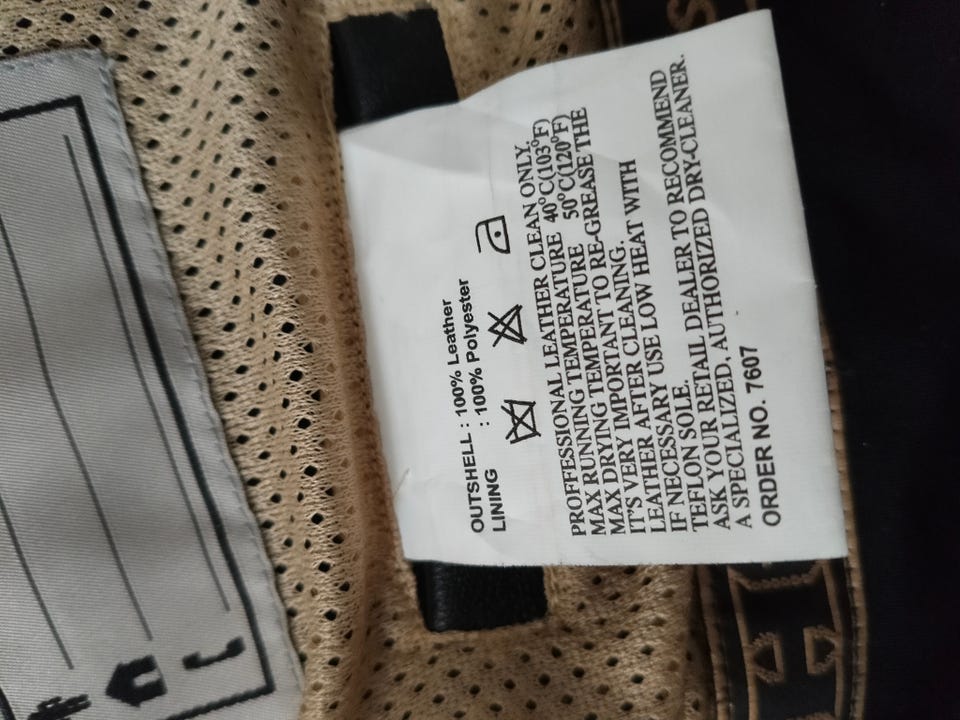 OUTSHELL : 100% Leather
LINING : 100% Polyester
PROFFESSIONAL LEATHER CLEAN ONLY.
MAX RUNNING TEMPERATURE 40°C(103°F)
MAX DRYING TEMPERATURE 50°C(120°F)
IT'S VERY IMPORTANT TO RE-GREASE THE
LEATHER AFTER CLEANING.
IF NECESSARY USE LOW HEAT WITH
TEFLON SOLE.
ASK YOUR RETAIL DEALER TO RECOMMEND
A SPECIALIZED, AUTHORIZED DRY-CLEANER.
ORDER NO. 7607